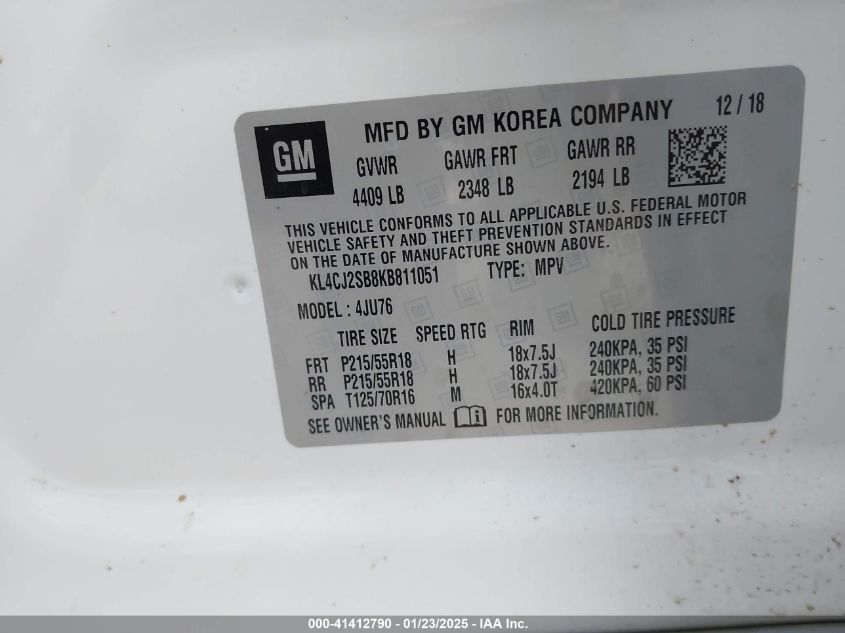 GM
MFD BY GM KOREA COMPANY 12 / 18
GVWR GAWR FRT GAWR RR
4409 LB 2348 LB 2194 LB
THIS VEHICLE CONFORMS TO ALL APPLICABLE U.S. FEDERAL MOTOR
VEHICLE SAFETY AND THEFT PREVENTION STANDARDS IN EFFECT
ON THE DATE OF MANUFACTURE SHOWN ABOVE.
KL4CJ2SB8KB811051 TYPE: MPV
MODEL : 4JU76
TIRE SIZE SPEED RTG RIM COLD TIRE PRESSURE
FRT P215/55R18 H 18x7.5J 240KPA, 35 PSI
RR P215/55R18 H 18x7.5J 240KPA, 35 PSI
SPA T125/70R16 M 16x4.0T 420KPA, 60 PSI
SEE OWNER'S MANUAL FOR MORE INFORMATION.
000-41412790 - 01/23/2025 - IAA Inc.